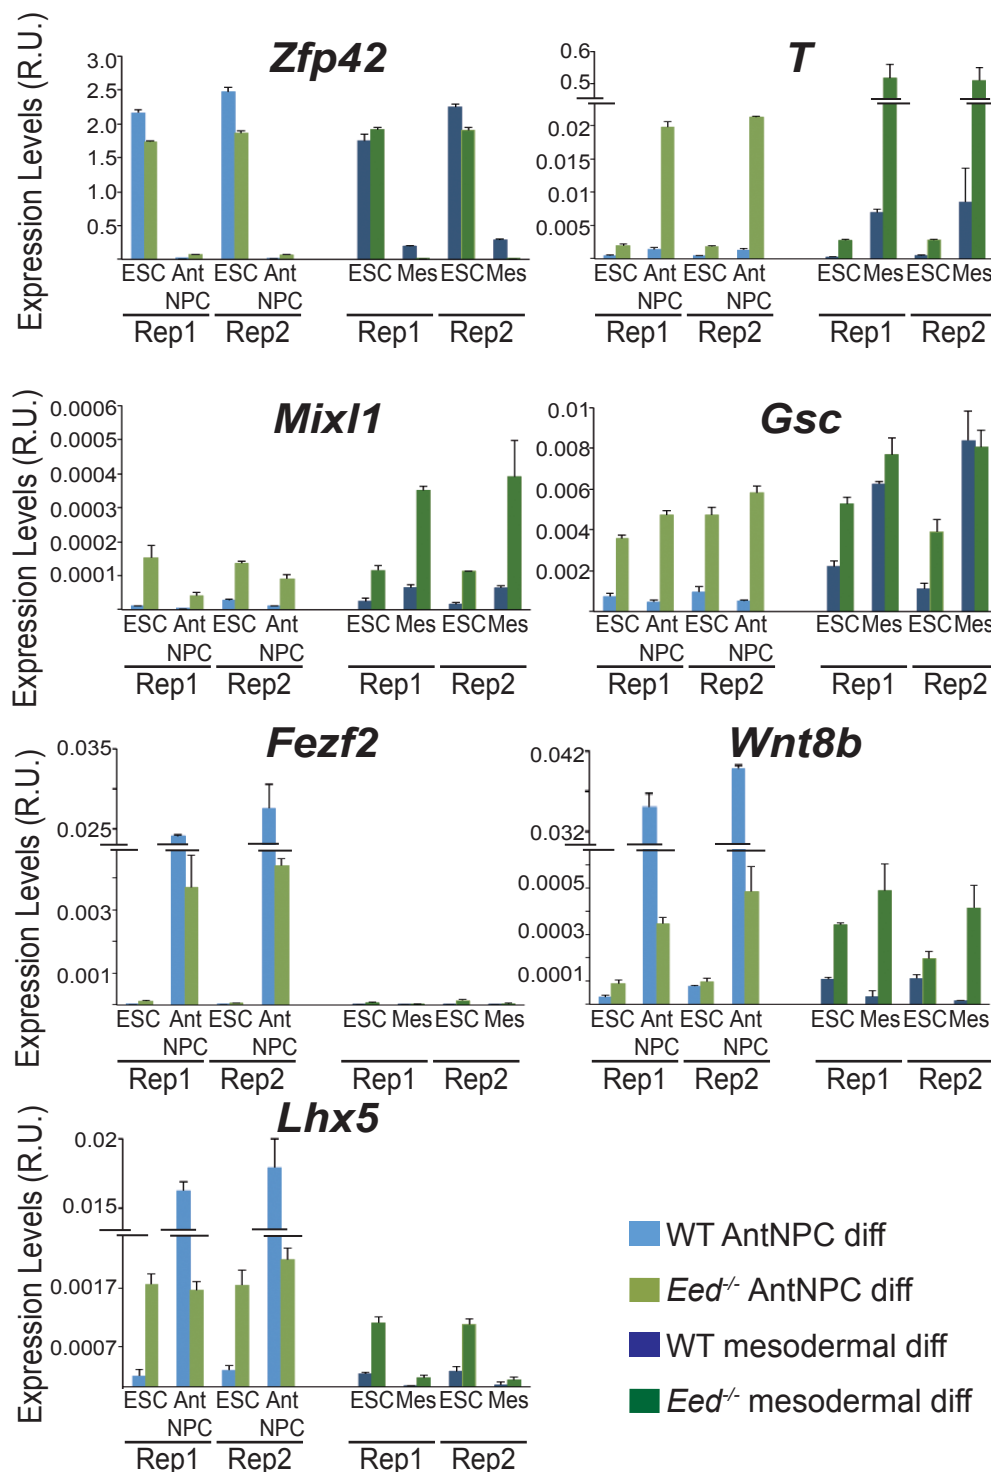 Zfp42
Expression Levels (R.U.)
3.0
2.5
2.0
1.5
1.0
0.5
ESC Ant NPC ESC Ant NPC ESC Mes ESC Mes
Rep1 Rep2 Rep1 Rep2
T
0.6
0.5
0.02
0.015
0.01
0.005
ESC Ant NPC ESC Ant NPC ESC Mes ESC Mes
Rep1 Rep2 Rep1 Rep2
Mixl1
Expression Levels (R.U.)
0.0006
0.0005
0.0004
0.0003
0.0002
0.0001
ESC Ant NPC ESC Ant NPC ESC Mes ESC Mes
Rep1 Rep2 Rep1 Rep2
Gsc
0.01
0.008
0.006
0.004
0.002
ESC Ant NPC ESC Ant NPC ESC Mes ESC Mes
Rep1 Rep2 Rep1 Rep2
Fezf2
Expression Levels (R.U.)
0.035
0.025
0.003
0.001
ESC Ant NPC ESC Ant NPC ESC Mes ESC Mes
Rep1 Rep2 Rep1 Rep2
Wnt8b
0.042
0.032
0.0005
0.0003
0.0001
ESC Ant NPC ESC Ant NPC ESC Mes ESC Mes
Rep1 Rep2 Rep1 Rep2
Lhx5
Expression Levels (R.U.)
0.02
0.015
0.0017
0.0007
ESC Ant NPC ESC Ant NPC ESC Mes ESC Mes
Rep1 Rep2 Rep1 Rep2
WT AntNPC diff
Eed-/- AntNPC diff
WT mesodermal diff
Eed-/- mesodermal diff